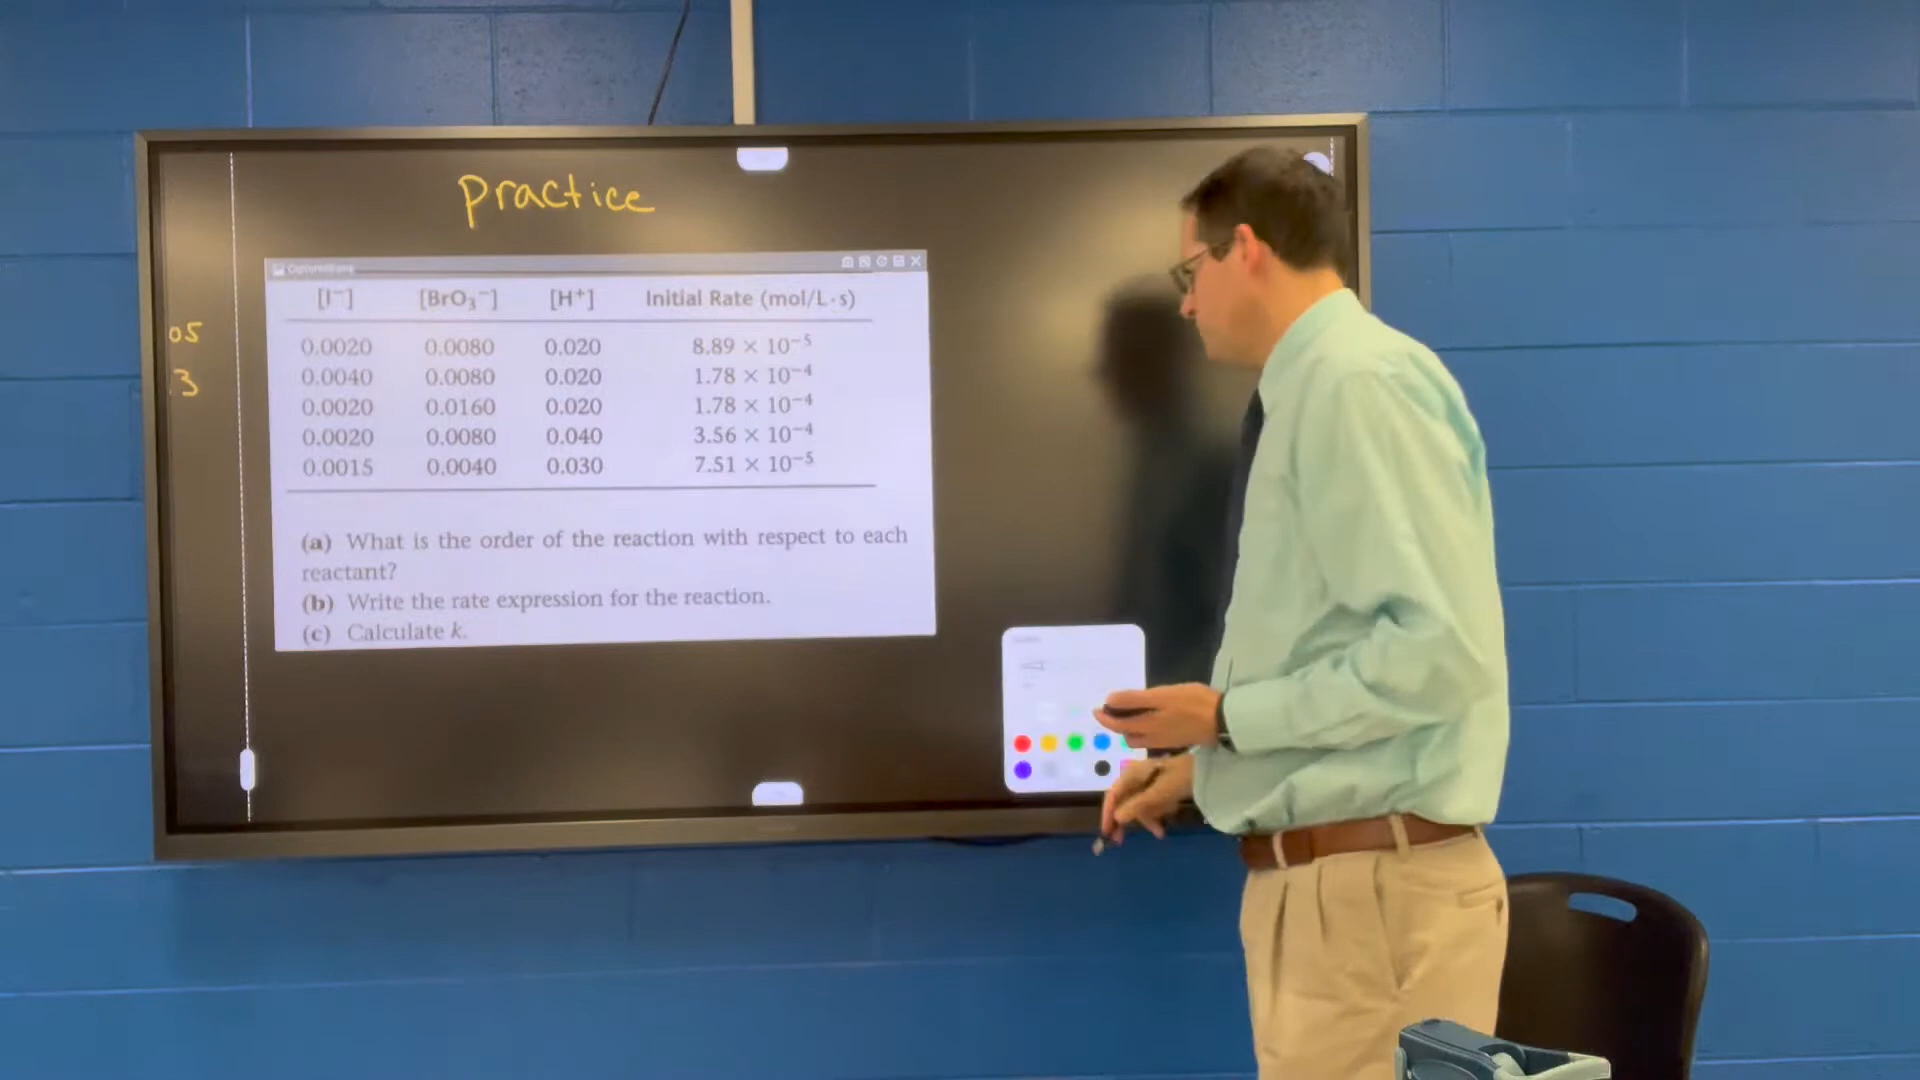 practice
05
3
[I⁻] [BrO₃⁻] [H⁺] Initial Rate (mol/L·s)
0.0020 0.0080 0.020 8.89 × 10⁻⁵
0.0040 0.0080 0.020 1.78 × 10⁻⁴
0.0020 0.0160 0.020 1.78 × 10⁻⁴
0.0020 0.0080 0.040 3.56 × 10⁻⁴
0.0015 0.0040 0.030 7.51 × 10⁻⁵
(a) What is the order of the reaction with respect to each
reactant?
(b) Write the rate expression for the reaction.
(c) Calculate k.